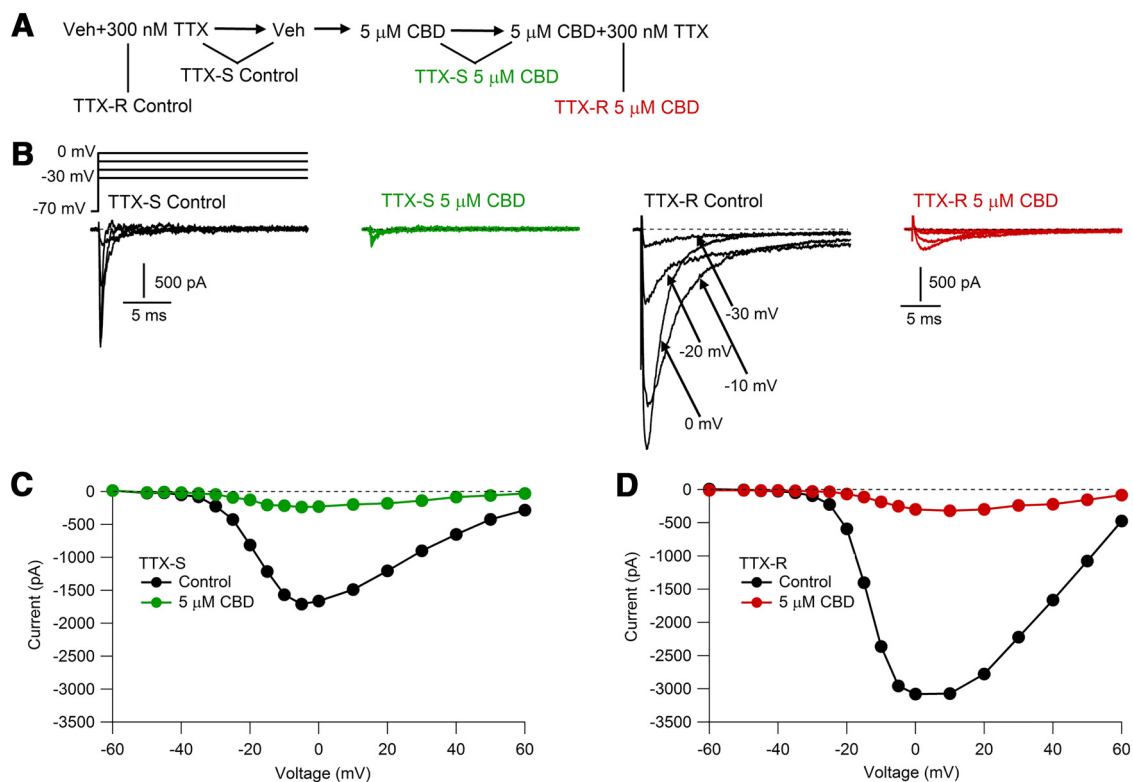 A
Veh+300 nM TTX Veh 5 μM CBD 5 μM CBD+300 nM TTX
TTX-S Control TTX-S 5 μM CBD
TTX-R Control TTX-R 5 μM CBD
B
0 mV
-30 mV
-70 mV
TTX-S Control
500 pA
5 ms
TTX-S 5 μM CBD
TTX-R Control
-30 mV
-20 mV
-10 mV
0 mV
TTX-R 5 μM CBD
500 pA
5 ms
C
Current (pA)
0
-500
-1000
-1500
-2000
-2500
-3000
-3500
TTX-S
Control
5 μM CBD
-60 -40 -20 0 20 40 60
Voltage (mV)
D
Current (pA)
0
-500
-1000
-1500
-2000
-2500
-3000
-3500
TTX-R
Control
5 μM CBD
-60 -40 -20 0 20 40 60
Voltage (mV)